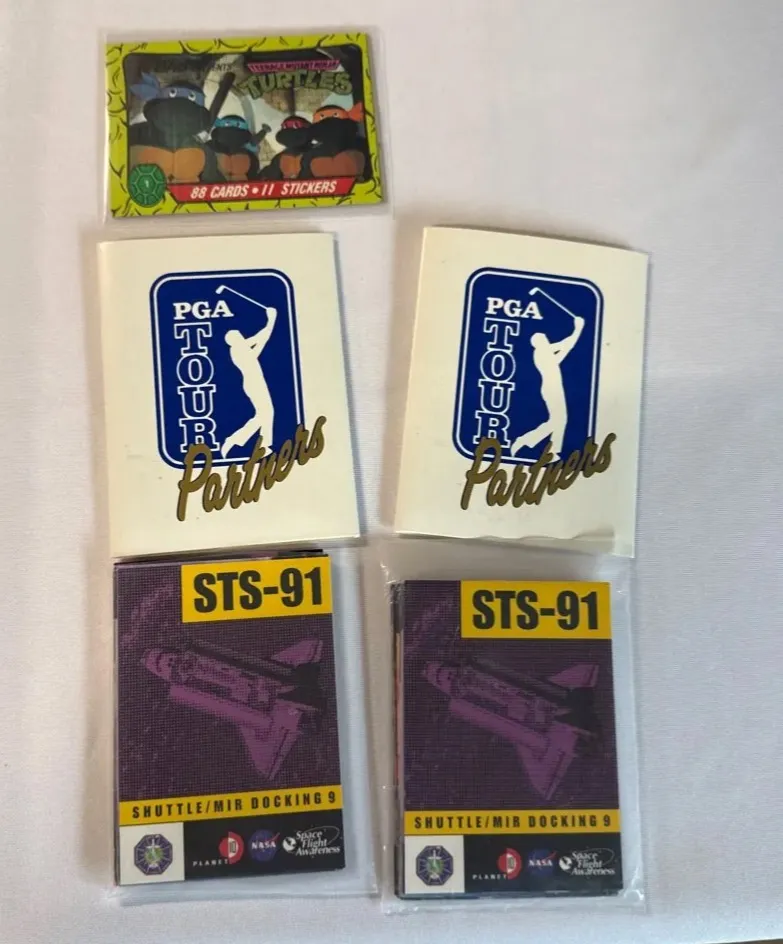 TEENAGE MUTANT NINJA
TURTLES
1
88 CARDS • 11 STICKERS
PGA
TOUR
Partners
PGA
TOUR
Partners
STS-91
SHUTTLE/MIR DOCKING 9
PLANET
NASA
Space
Flight
Awareness
STS-91
SHUTTLE/MIR DOCKING 9
PLANET
NASA
Space
Flight
Awareness